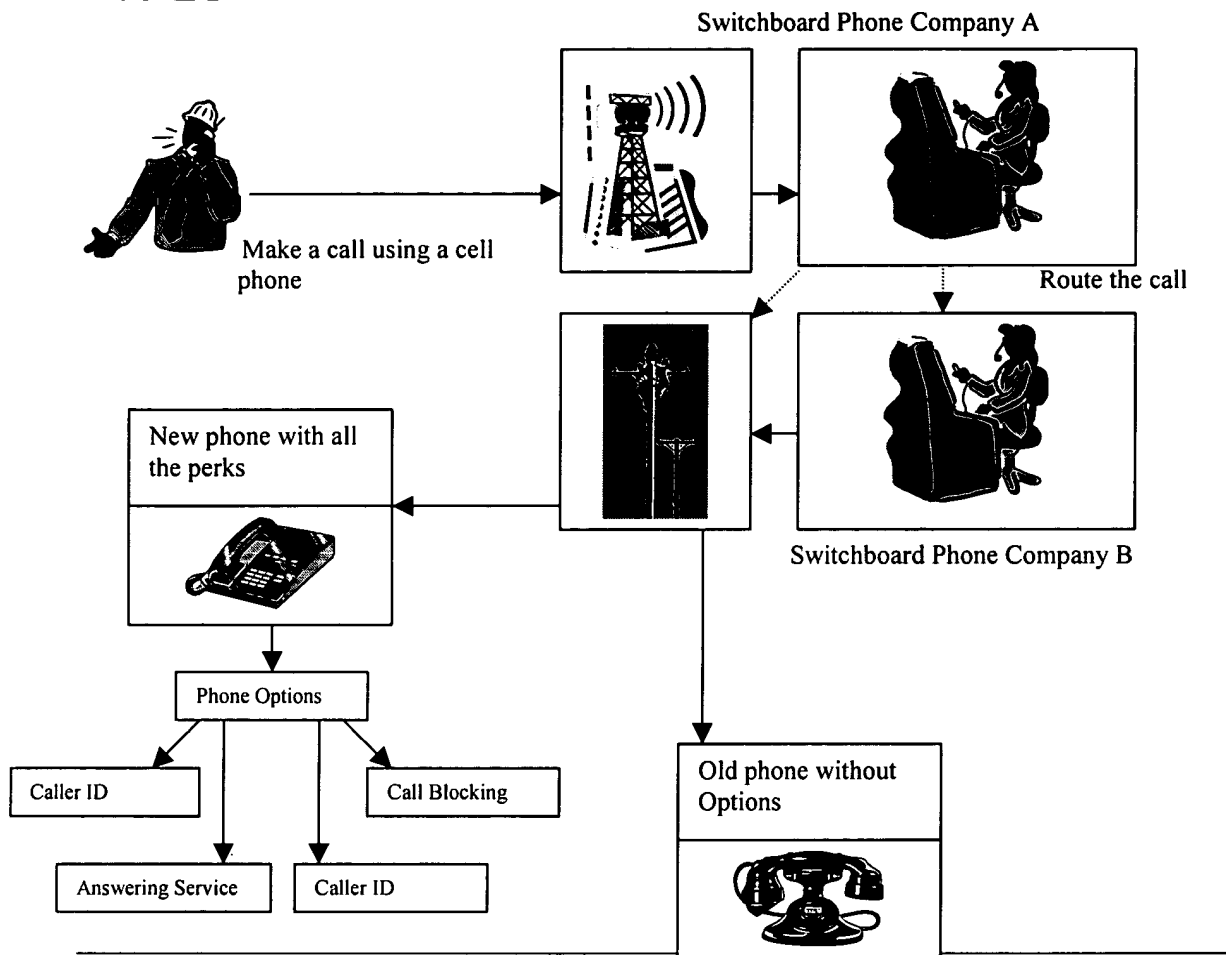 Switchboard Phone Company A
Make a call using a cell
phone
Route the call
New phone with all
the perks
Switchboard Phone Company B
Phone Options
Caller ID
Call Blocking
Answering Service
Caller ID
Old phone without
Options